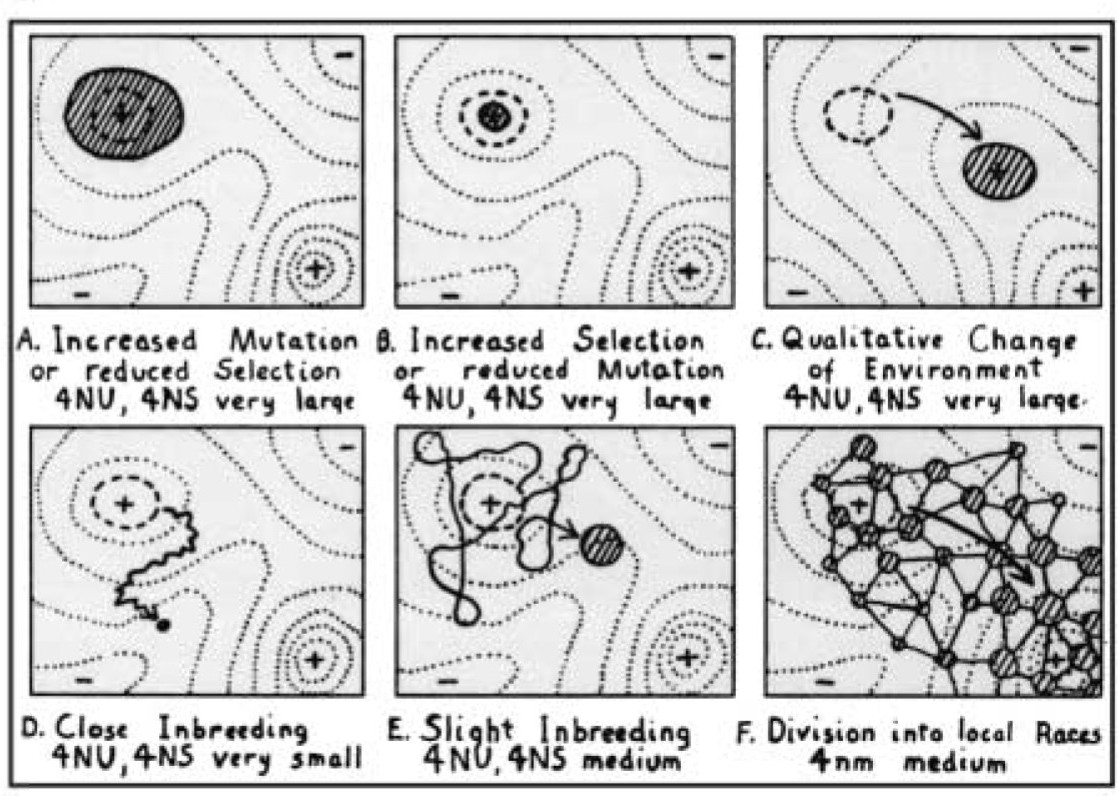 A. Increased Mutation
or reduced Selection
4NU, 4NS very large
B. Increased Selection
or reduced Mutation
4NU, 4NS very large
C. Qualitative Change
of Environment
4NU, 4NS very large.
D. Close Inbreeding
4NU, 4NS very small
E. Slight Inbreeding
4NU, 4NS medium
F. Division into local Races
4nm medium